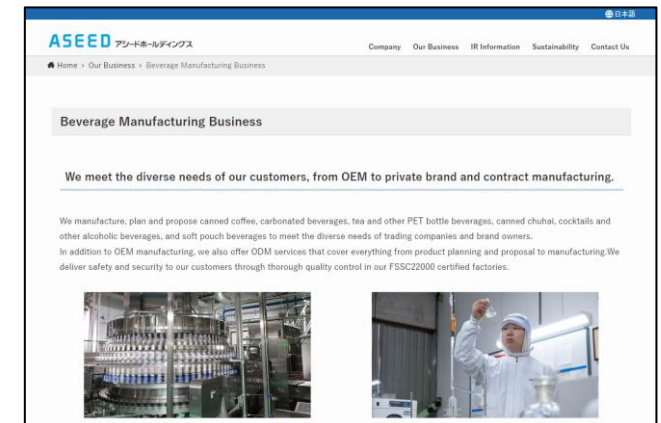 日本語
ASEED アシードホールディングス
Company Our Business IR Information Sustainability Contact Us
Home > Our Business > Beverage Manufacturing Business
Beverage Manufacturing Business
We meet the diverse needs of our customers, from OEM to private brand and contract manufacturing.
We manufacture, plan and propose canned coffee, carbonated beverages, tea and other PET bottle beverages, canned chuhai, cocktails and
other alcoholic beverages, and soft pouch beverages to meet the diverse needs of trading companies and brand owners.
In addition to OEM manufacturing, we also offer ODM services that cover everything from product planning and proposal to manufacturing.We
deliver safety and security to our customers through thorough quality control in our FSSC22000 certified factories.